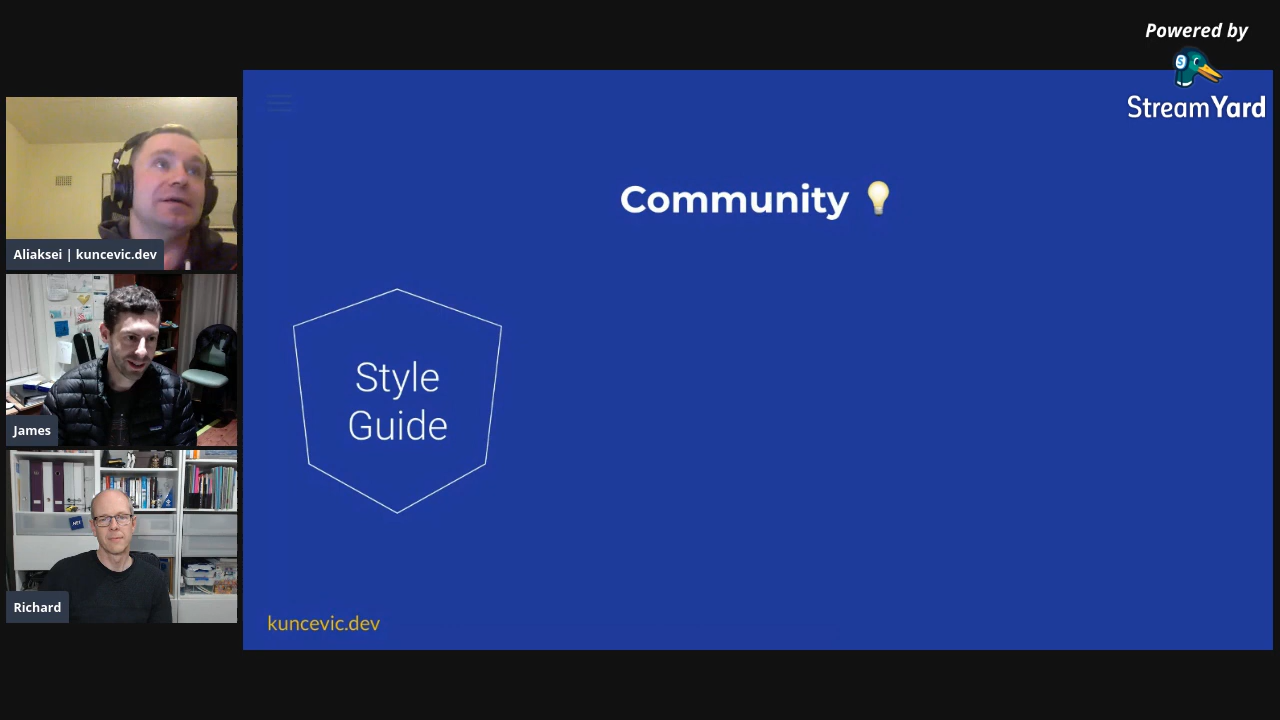 Powered by
StreamYard
Community 💡
Style
Guide
kuncevic.dev
Aliaksei | kuncevic.dev
James
Richard